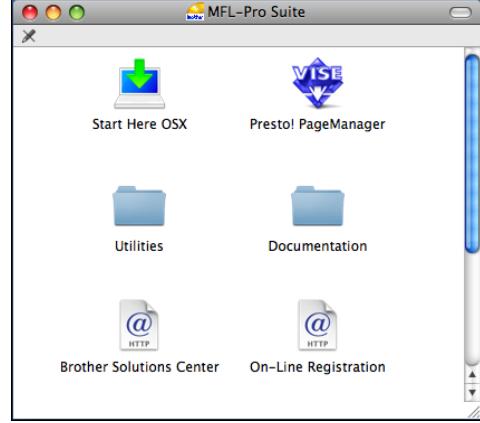 MFL-Pro Suite
Start Here OSX
VISE
Presto! PageManager
Utilities
Documentation
@
HTTP
Brother Solutions Center
@
HTTP
On-Line Registration